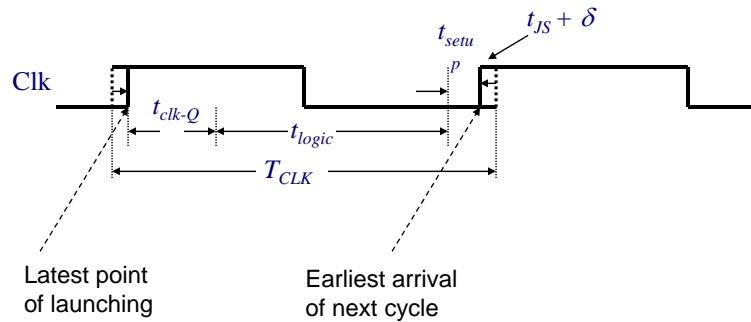 t_JS + δ
t_setu
p
Clk
t_clk-Q
t_logic
T_CLK
Latest point
of launching
Earliest arrival
of next cycle